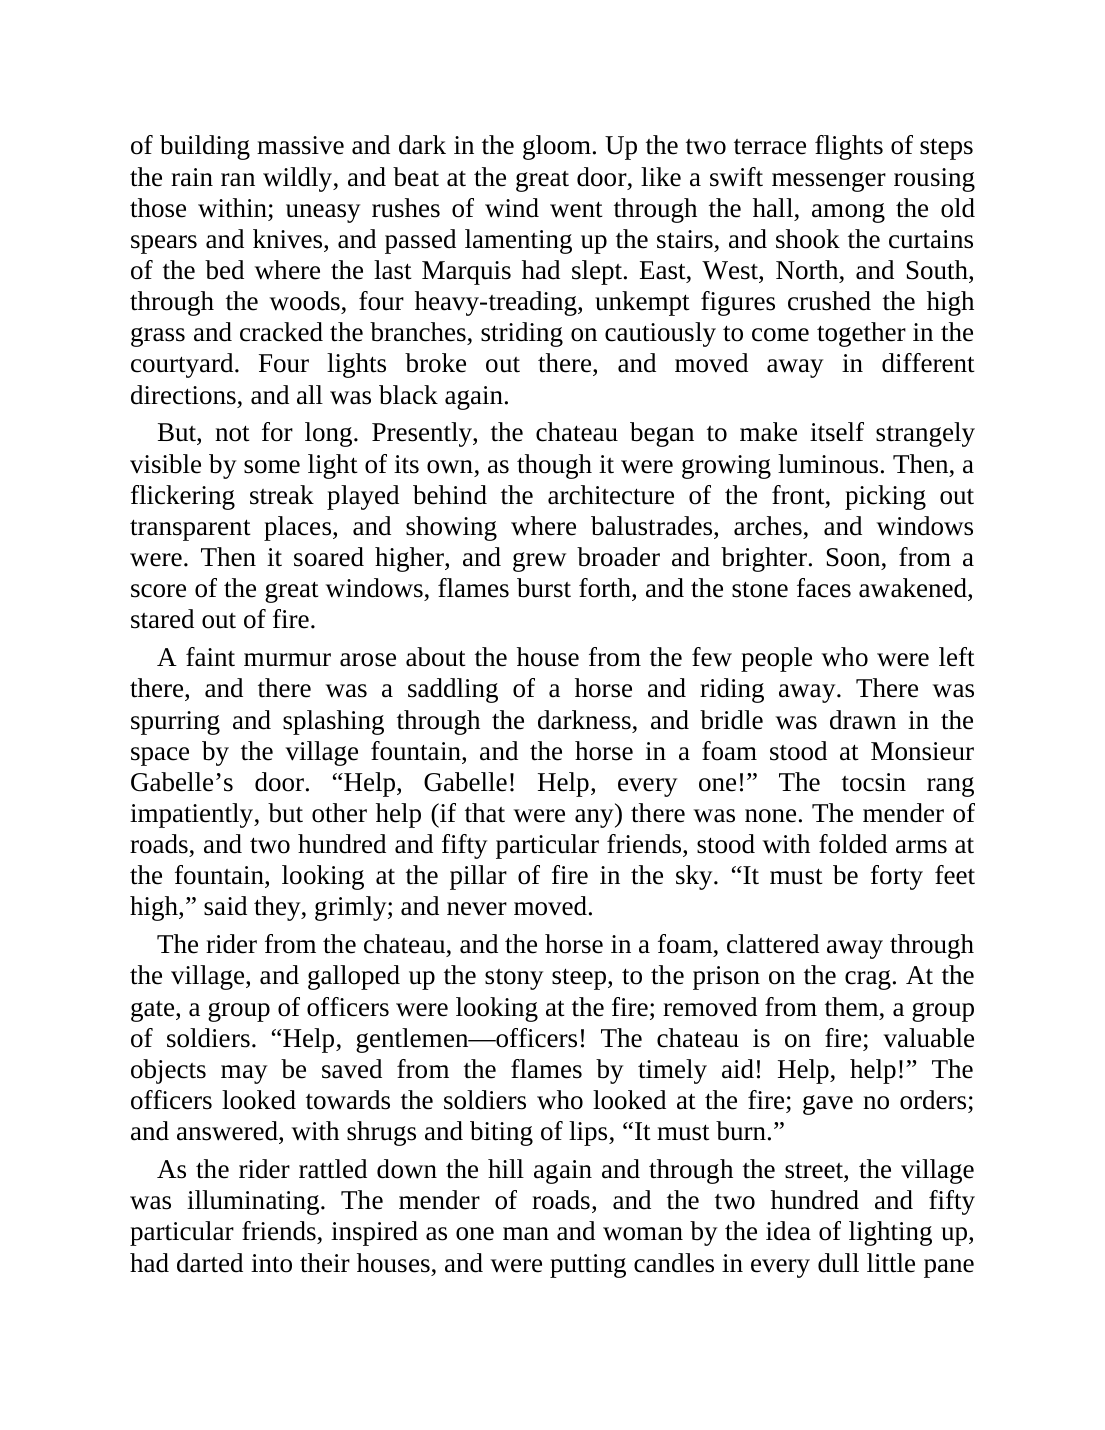 of building massive and dark in the gloom. Up the two terrace flights of steps
the rain ran wildly, and beat at the great door, like a swift messenger rousing
those within; uneasy rushes of wind went through the hall, among the old
spears and knives, and passed lamenting up the stairs, and shook the curtains
of the bed where the last Marquis had slept. East, West, North, and South,
through the woods, four heavy-treading, unkempt figures crushed the high
grass and cracked the branches, striding on cautiously to come together in the
courtyard. Four lights broke out there, and moved away in different
directions, and all was black again.
But, not for long. Presently, the chateau began to make itself strangely
visible by some light of its own, as though it were growing luminous. Then, a
flickering streak played behind the architecture of the front, picking out
transparent places, and showing where balustrades, arches, and windows
were. Then it soared higher, and grew broader and brighter. Soon, from a
score of the great windows, flames burst forth, and the stone faces awakened,
stared out of fire.
A faint murmur arose about the house from the few people who were left
there, and there was a saddling of a horse and riding away. There was
spurring and splashing through the darkness, and bridle was drawn in the
space by the village fountain, and the horse in a foam stood at Monsieur
Gabelle’s door. “Help, Gabelle! Help, every one!” The tocsin rang
impatiently, but other help (if that were any) there was none. The mender of
roads, and two hundred and fifty particular friends, stood with folded arms at
the fountain, looking at the pillar of fire in the sky. “It must be forty feet
high,” said they, grimly; and never moved.
The rider from the chateau, and the horse in a foam, clattered away through
the village, and galloped up the stony steep, to the prison on the crag. At the
gate, a group of officers were looking at the fire; removed from them, a group
of soldiers. “Help, gentlemen—officers! The chateau is on fire; valuable
objects may be saved from the flames by timely aid! Help, help!” The
officers looked towards the soldiers who looked at the fire; gave no orders;
and answered, with shrugs and biting of lips, “It must burn.”
As the rider rattled down the hill again and through the street, the village
was illuminating. The mender of roads, and the two hundred and fifty
particular friends, inspired as one man and woman by the idea of lighting up,
had darted into their houses, and were putting candles in every dull little pane